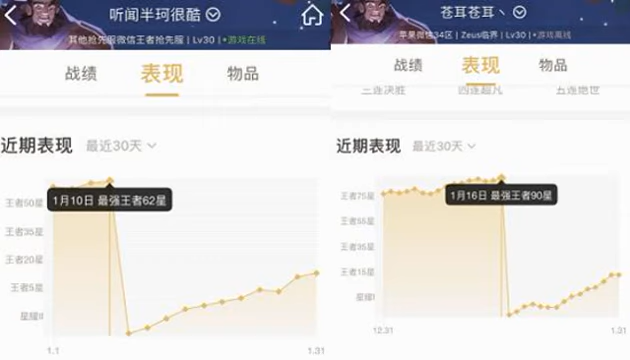 听闻半珂很酷
其他抢先服微信王者抢先服 | Lv30 | +游戏在线
战绩 表现 物品
近期表现 最近30天
1月10日 最强王者62星
王者50星
王者35星
王者20星
王者5星
星耀II
1.1 1.31
苍耳苍耳丶
苹果微信34区 | Zeus临界 | Lv30 | +游戏离线
战绩 表现 物品
三连决胜 四连超凡 五连绝世
近期表现 最近30天
1月16日 最强王者90星
王者75星
王者55星
王者35星
王者15星
星耀I
12.31 1.31